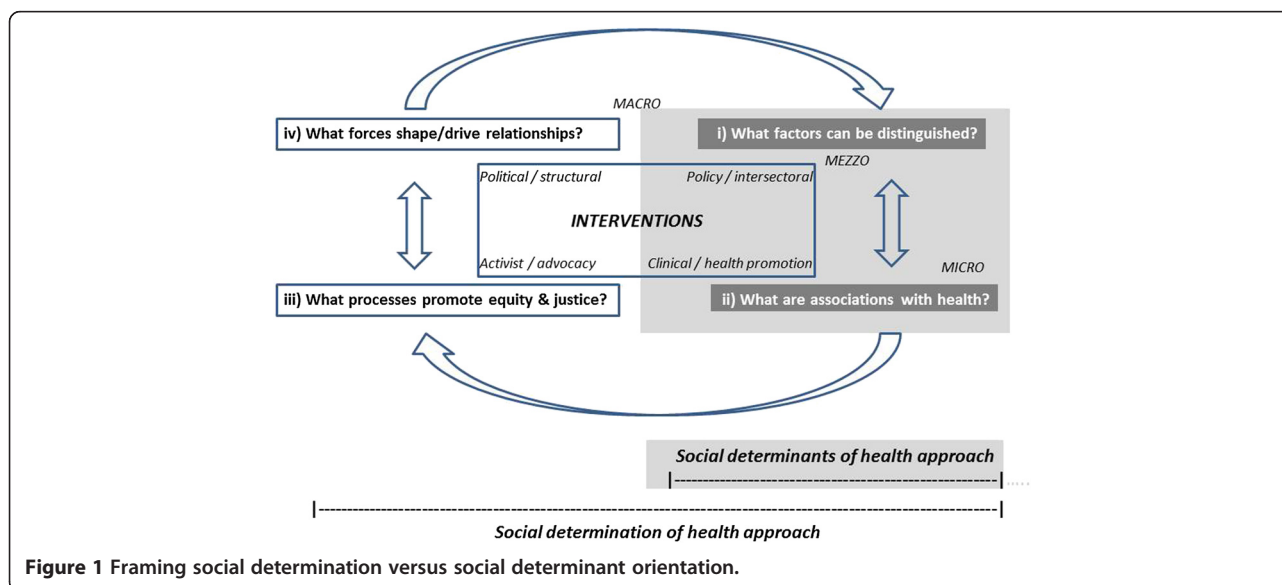 MACRO
iv) What forces shape/drive relationships?
i) What factors can be distinguished?
MEZZO
Political / structural
Policy / intersectoral
INTERVENTIONS
Activist / advocacy
Clinical / health promotion
MICRO
iii) What processes promote equity & justice?
ii) What are associations with health?
Social determinants of health approach
Social determination of health approach
Figure 1 Framing social determination versus social determinant orientation.